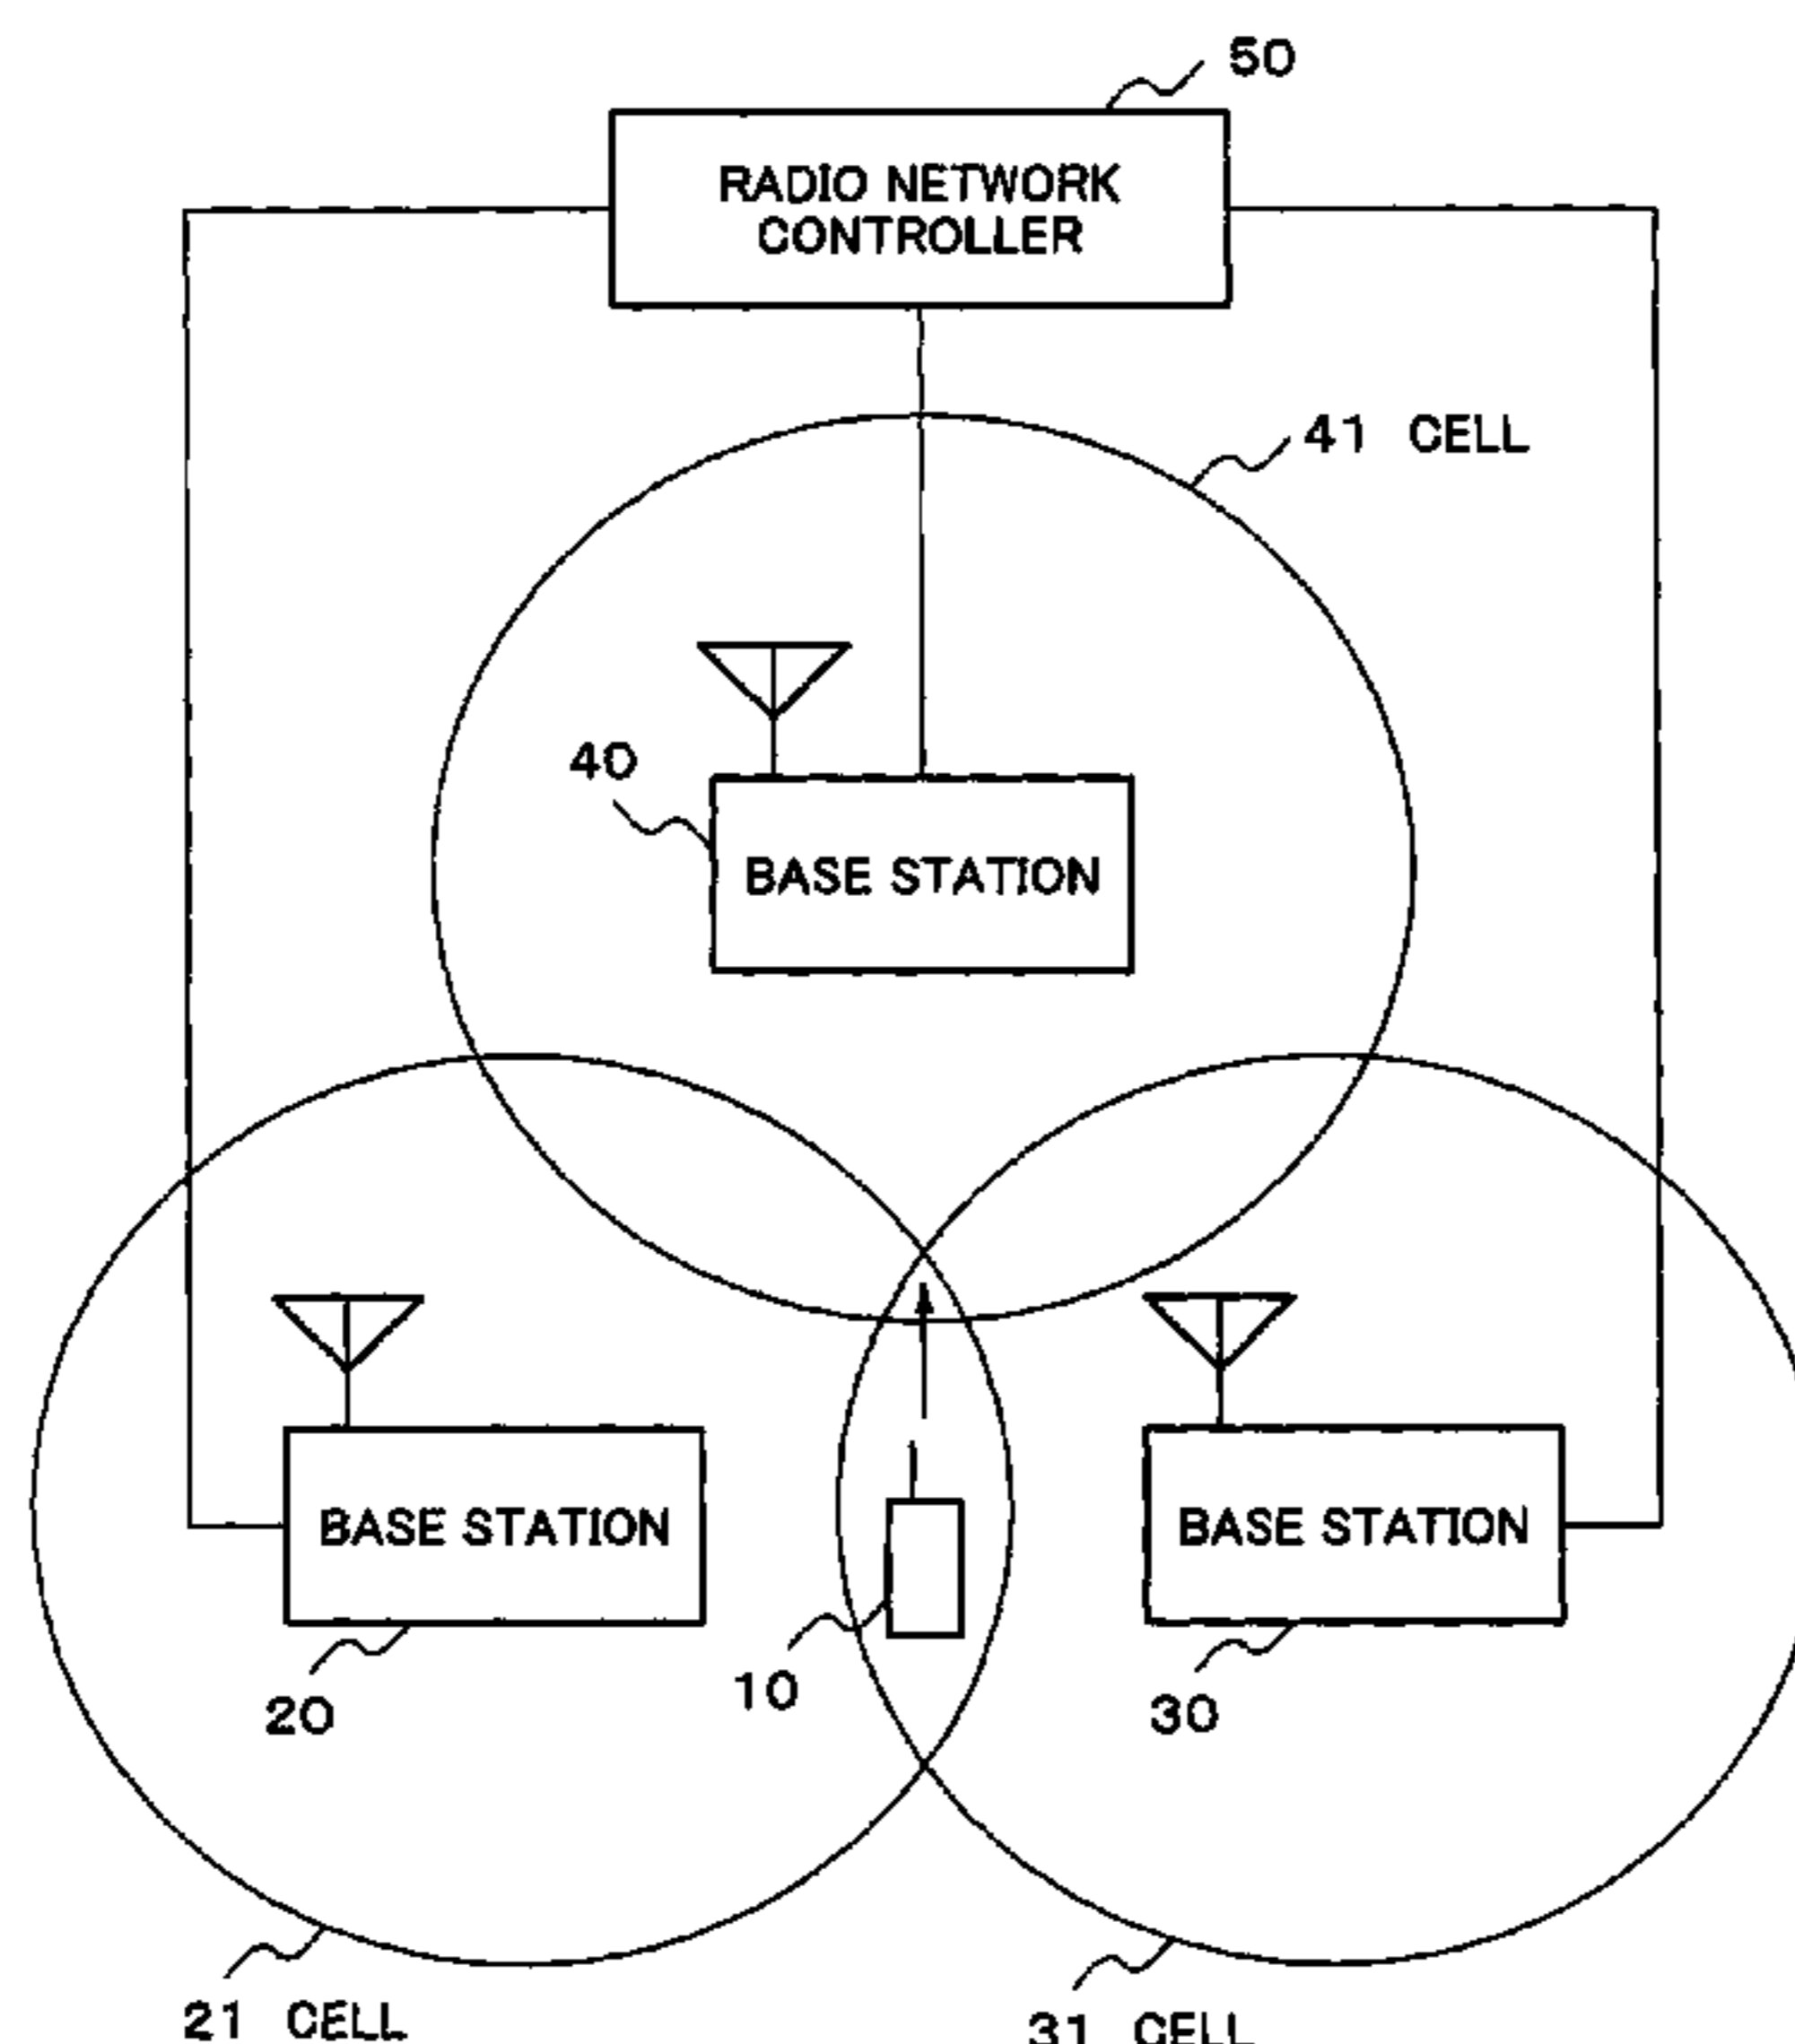 50
RADIO NETWORK
CONTROLLER
41 CELL
40
BASE STATION
BASE STATION
BASE STATION
20
10
30
21 CELL
31 CELL